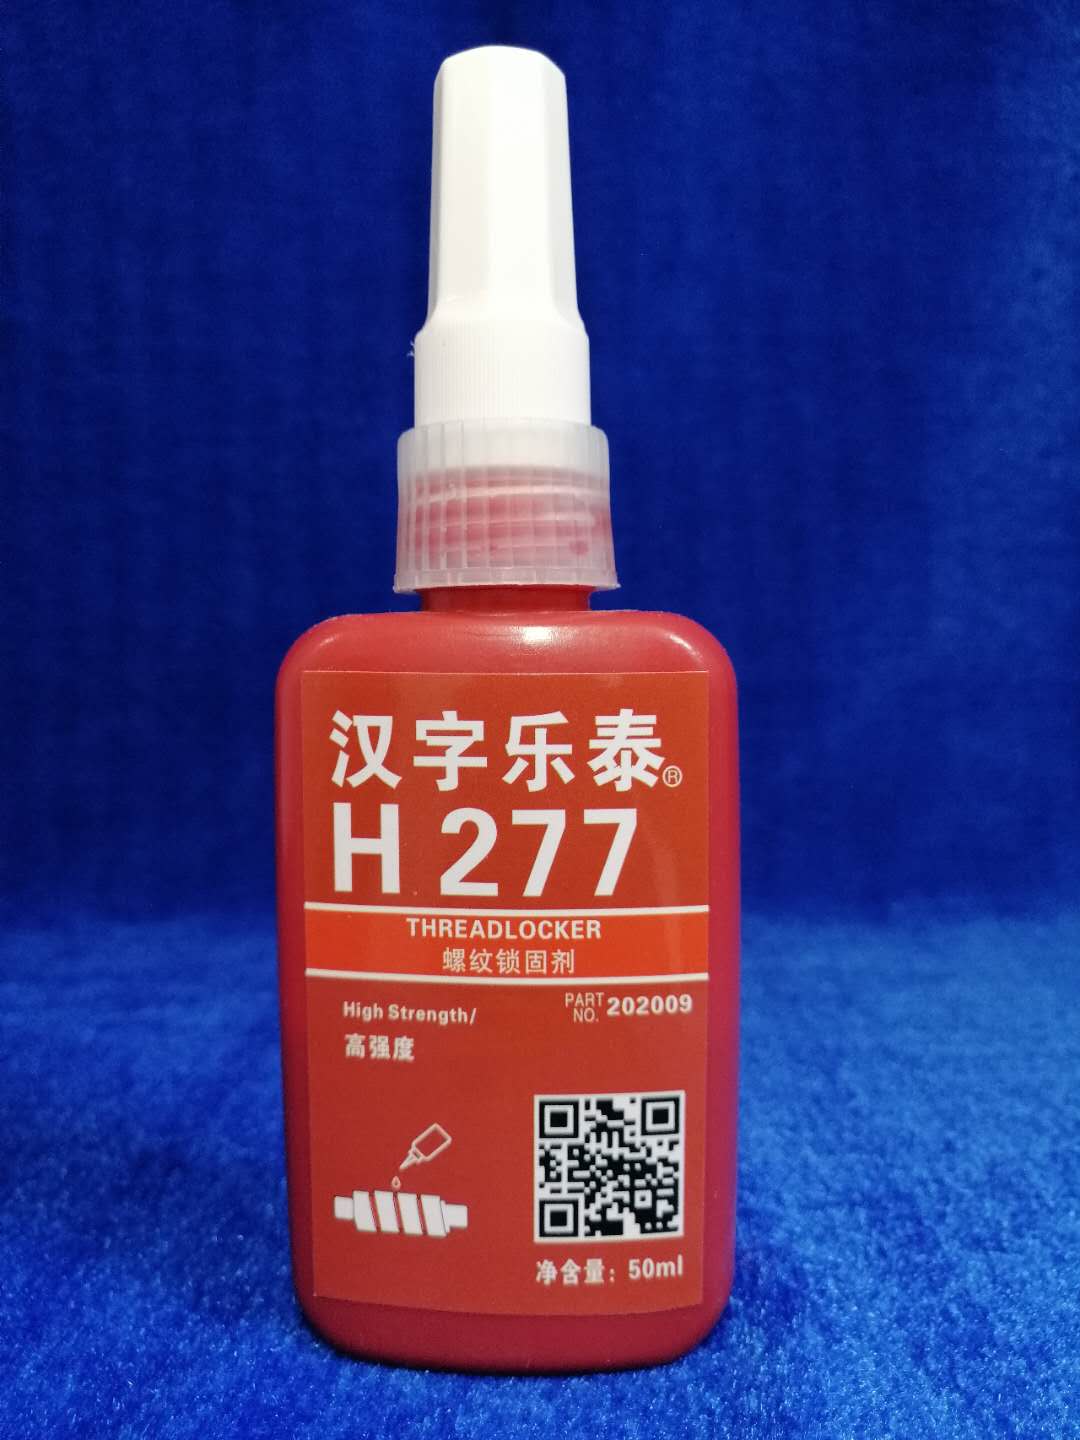 汉字乐泰®
H 277
THREADLOCKER
螺纹锁固剂
High Strength/
高强度
PART NO. 202009
净含量：50ml